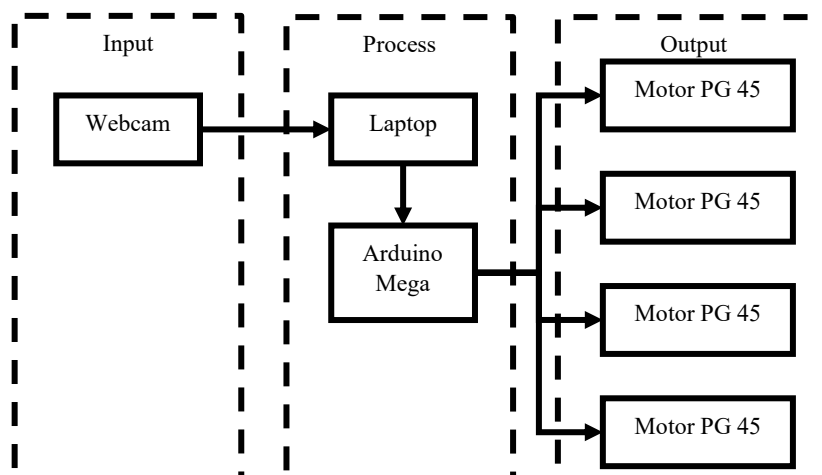 Input
Process
Output
Webcam
Laptop
Arduino
Mega
Motor PG 45
Motor PG 45
Motor PG 45
Motor PG 45